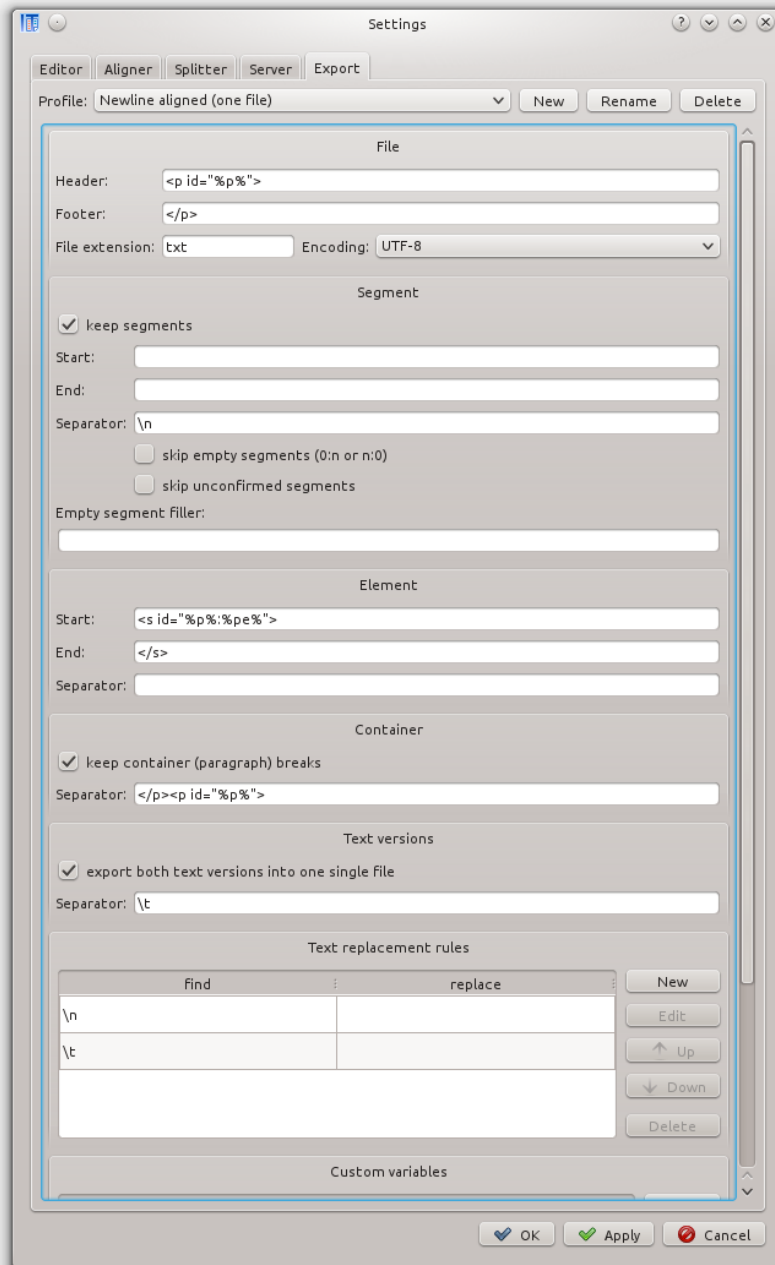 Settings
Editor Aligner Splitter Server Export
Profile: Newline aligned (one file) New Rename Delete
File
Header: <p id="%p%">
Footer: </p>
File extension: txt Encoding: UTF-8
Segment
keep segments
Start:
End:
Separator: \n
skip empty segments (0:n or n:0)
skip unconfirmed segments
Empty segment filler:
Element
Start: <s id="%p%:%pe%">
End: </s>
Separator:
Container
keep container (paragraph) breaks
Separator: </p><p id="%p%">
Text versions
export both text versions into one single file
Separator: \t
Text replacement rules
find replace New
\n Edit
\t Up
Down
Delete
Custom variables
OK Apply Cancel